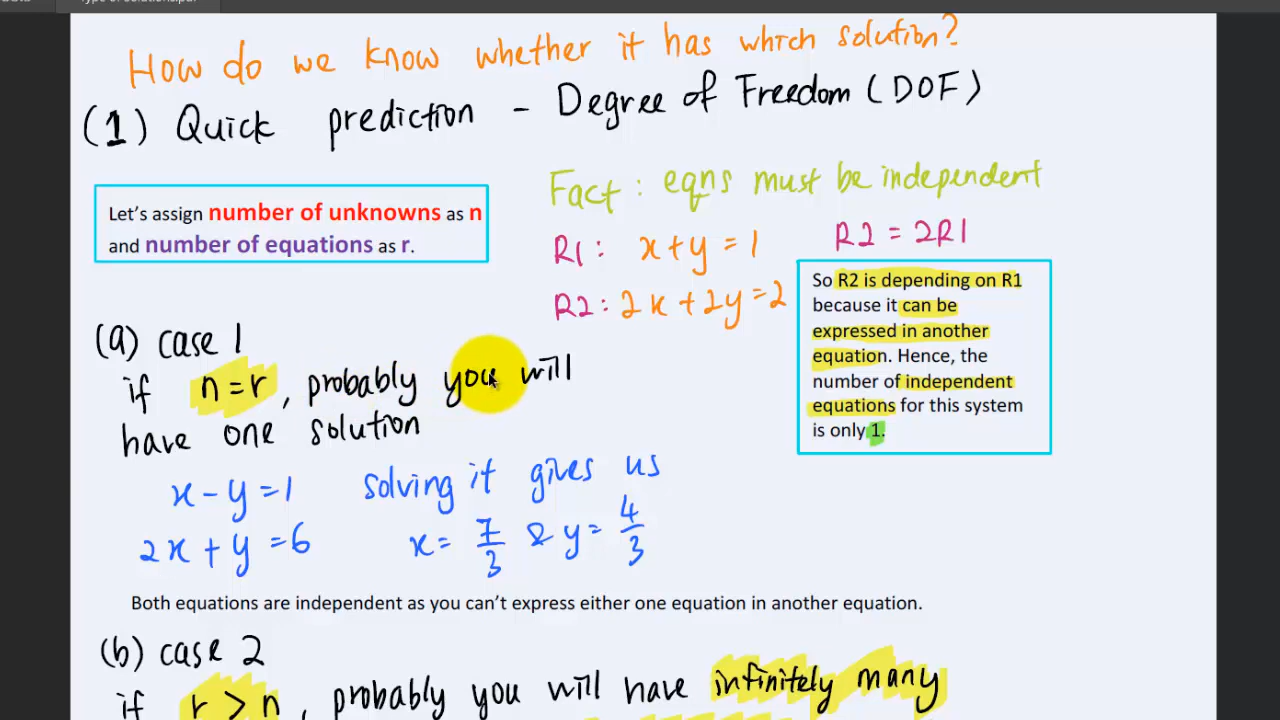 Type of Solutions.pdf
How do we know whether it has which solution?
(1) Quick prediction - Degree of Freedom (DOF)
Let's assign number of unknowns as n
and number of equations as r.
Fact: eqns must be independent
R1: x+y=1
R2=2R1
R2: 2x+2y=2
So R2 is depending on R1
because it can be
expressed in another
equation. Hence, the
number of independent
equations for this system
is only 1.
(a) case 1
if n=r, probably you will
have one solution
x-y=1 solving it gives us
2x+y=6 x=7/3 & y=4/3
Both equations are independent as you can't express either one equation in another equation.
(b) case 2
if r>n, probably you will have infinitely many